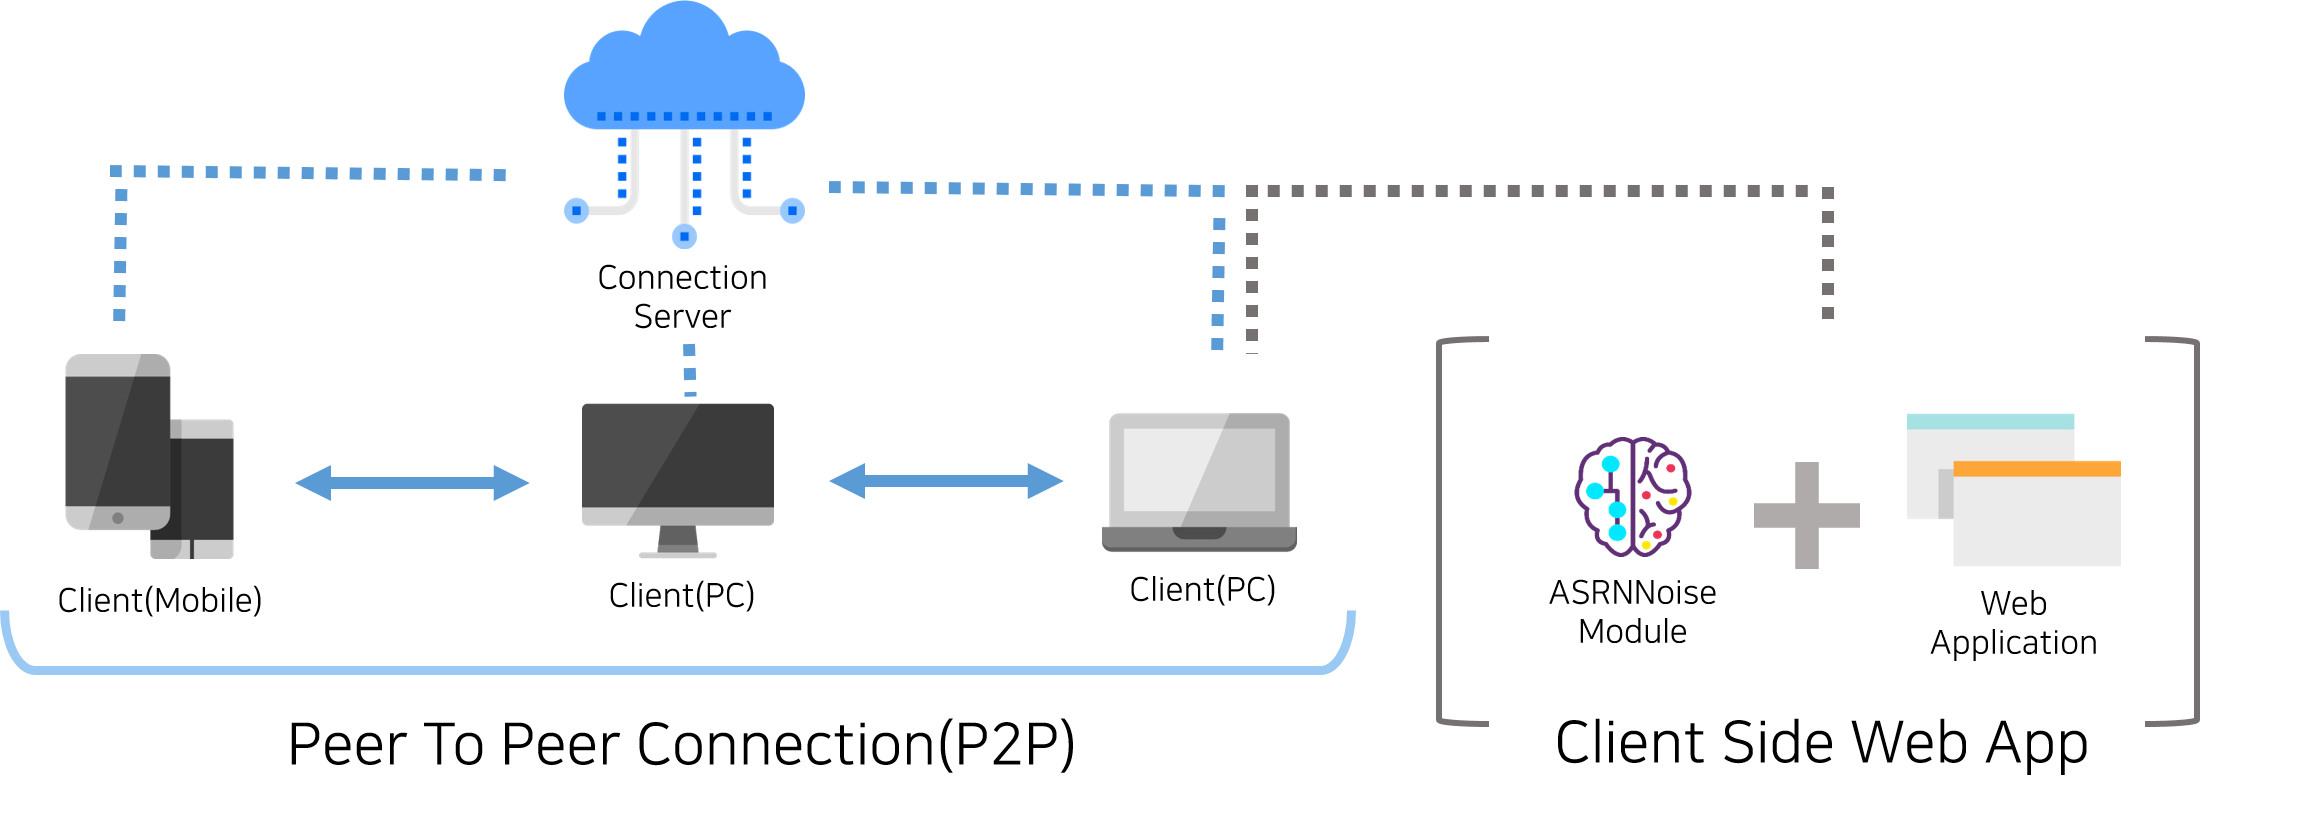 Connection
Server
Client(Mobile)
Client(PC)
Client(PC)
ASRNNoise
Module
Web
Application
Peer To Peer Connection(P2P)
Client Side Web App